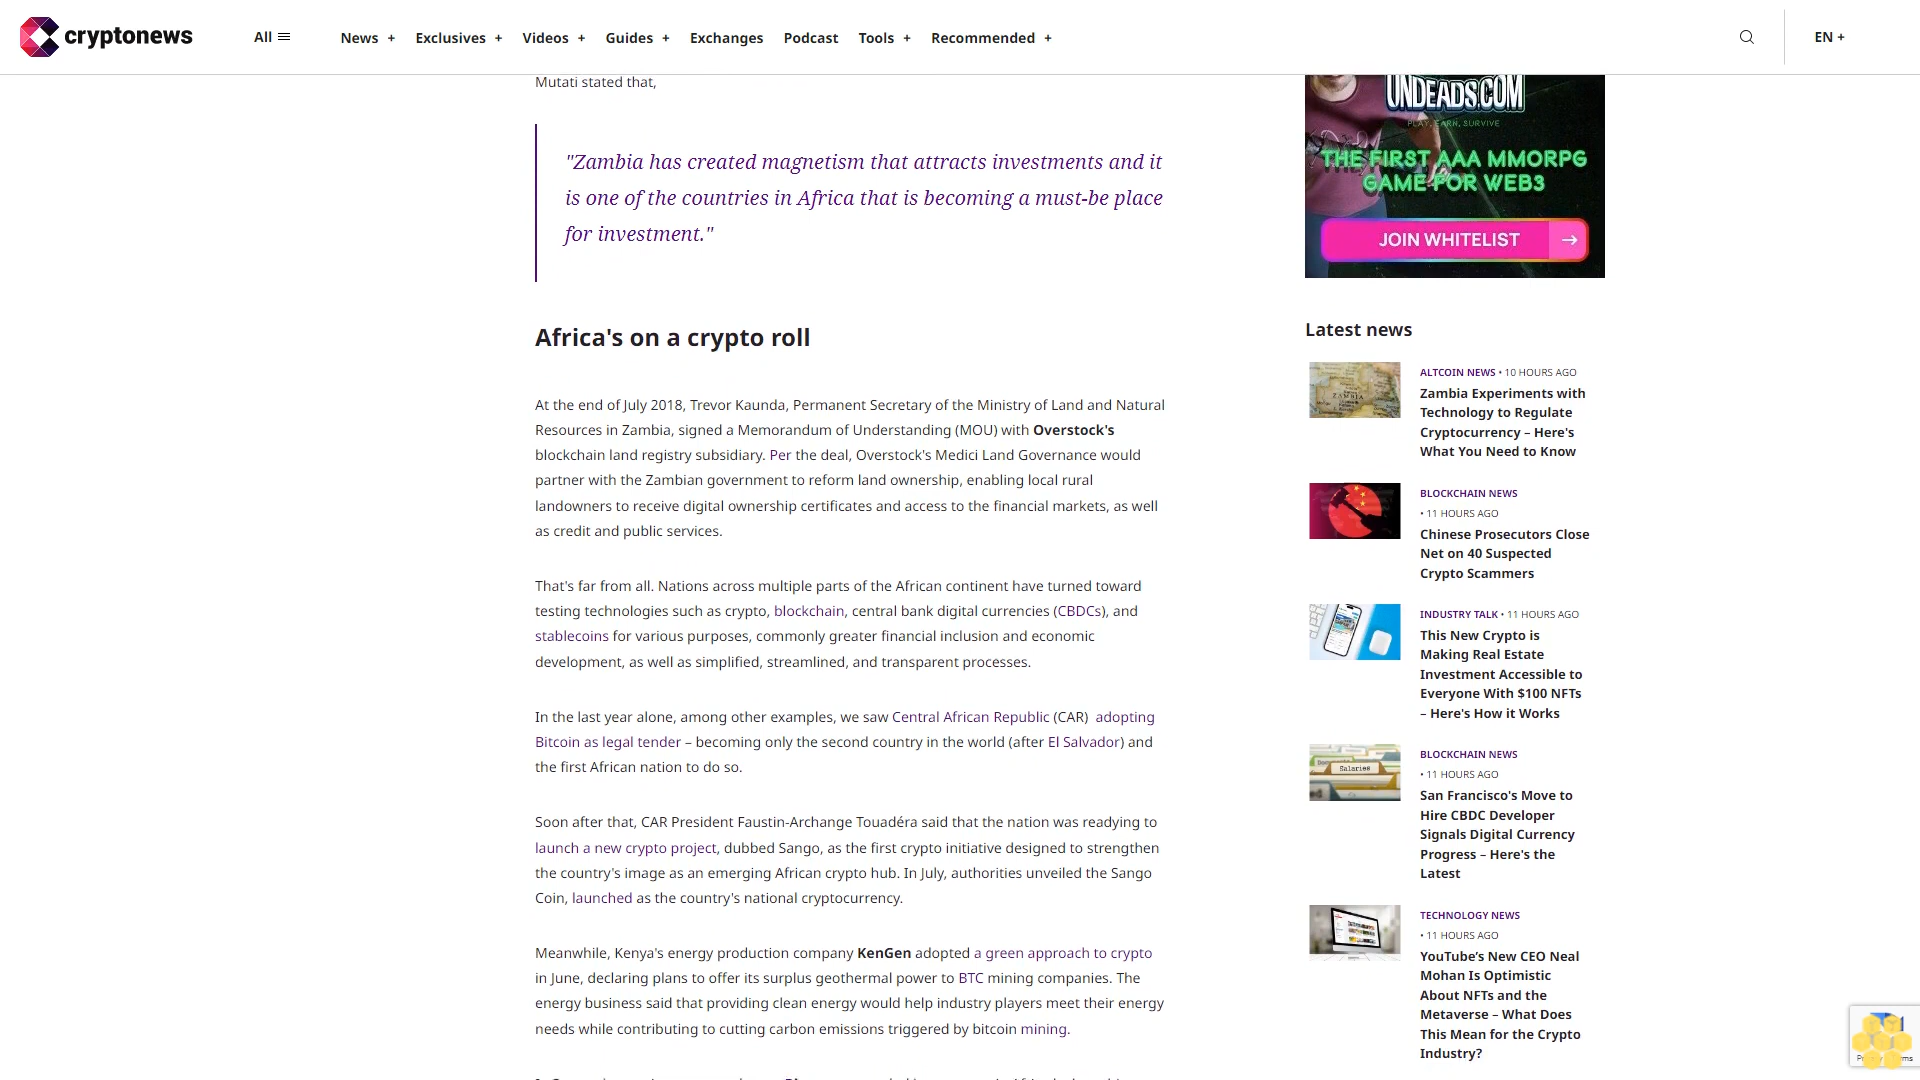 cryptonews
All
News +
Exclusives +
Videos +
Guides +
Exchanges
Podcast
Tools +
Recommended +
EN +
Mutati stated that,
"Zambia has created magnetism that attracts investments and it
is one of the countries in Africa that is becoming a must-be place
for investment."
Africa's on a crypto roll
At the end of July 2018, Trevor Kaunda, Permanent Secretary of the Ministry of Land and Natural
Resources in Zambia, signed a Memorandum of Understanding (MOU) with Overstock's
blockchain land registry subsidiary. Per the deal, Overstock's Medici Land Governance would
partner with the Zambian government to reform land ownership, enabling local rural
landowners to receive digital ownership certificates and access to the financial markets, as well
as credit and public services.
That's far from all. Nations across multiple parts of the African continent have turned toward
testing technologies such as crypto, blockchain, central bank digital currencies (CBDCs), and
stablecoins for various purposes, commonly greater financial inclusion and economic
development, as well as simplified, streamlined, and transparent processes.
In the last year alone, among other examples, we saw Central African Republic (CAR) adopting
Bitcoin as legal tender – becoming only the second country in the world (after El Salvador) and
the first African nation to do so.
Soon after that, CAR President Faustin-Archange Touadéra said that the nation was readying to
launch a new crypto project, dubbed Sango, as the first crypto initiative designed to strengthen
the country's image as an emerging African crypto hub. In July, authorities unveiled the Sango
Coin, launched as the country's national cryptocurrency.
Meanwhile, Kenya's energy production company KenGen adopted a green approach to crypto
in June, declaring plans to offer its surplus geothermal power to BTC mining companies. The
energy business said that providing clean energy would help industry players meet their energy
needs while contributing to cutting carbon emissions triggered by bitcoin mining.
UNDEADS.COM
PLAY, EARN, SURVIVE
THE FIRST AAA MMORPG
GAME FOR WEB3
JOIN WHITELIST →
Latest news
ZAMBIA
ALTCOIN NEWS • 10 HOURS AGO
Zambia Experiments with
Technology to Regulate
Cryptocurrency – Here's
What You Need to Know
BLOCKCHAIN NEWS
• 11 HOURS AGO
Chinese Prosecutors Close
Net on 40 Suspected
Crypto Scammers
INDUSTRY TALK • 11 HOURS AGO
This New Crypto is
Making Real Estate
Investment Accessible to
Everyone With $100 NFTs
– Here's How it Works
Salaries
BLOCKCHAIN NEWS
• 11 HOURS AGO
San Francisco's Move to
Hire CBDC Developer
Signals Digital Currency
Progress – Here's the
Latest
TECHNOLOGY NEWS
• 11 HOURS AGO
YouTube’s New CEO Neal
Mohan Is Optimistic
About NFTs and the
Metaverse – What Does
This Mean for the Crypto
Industry?